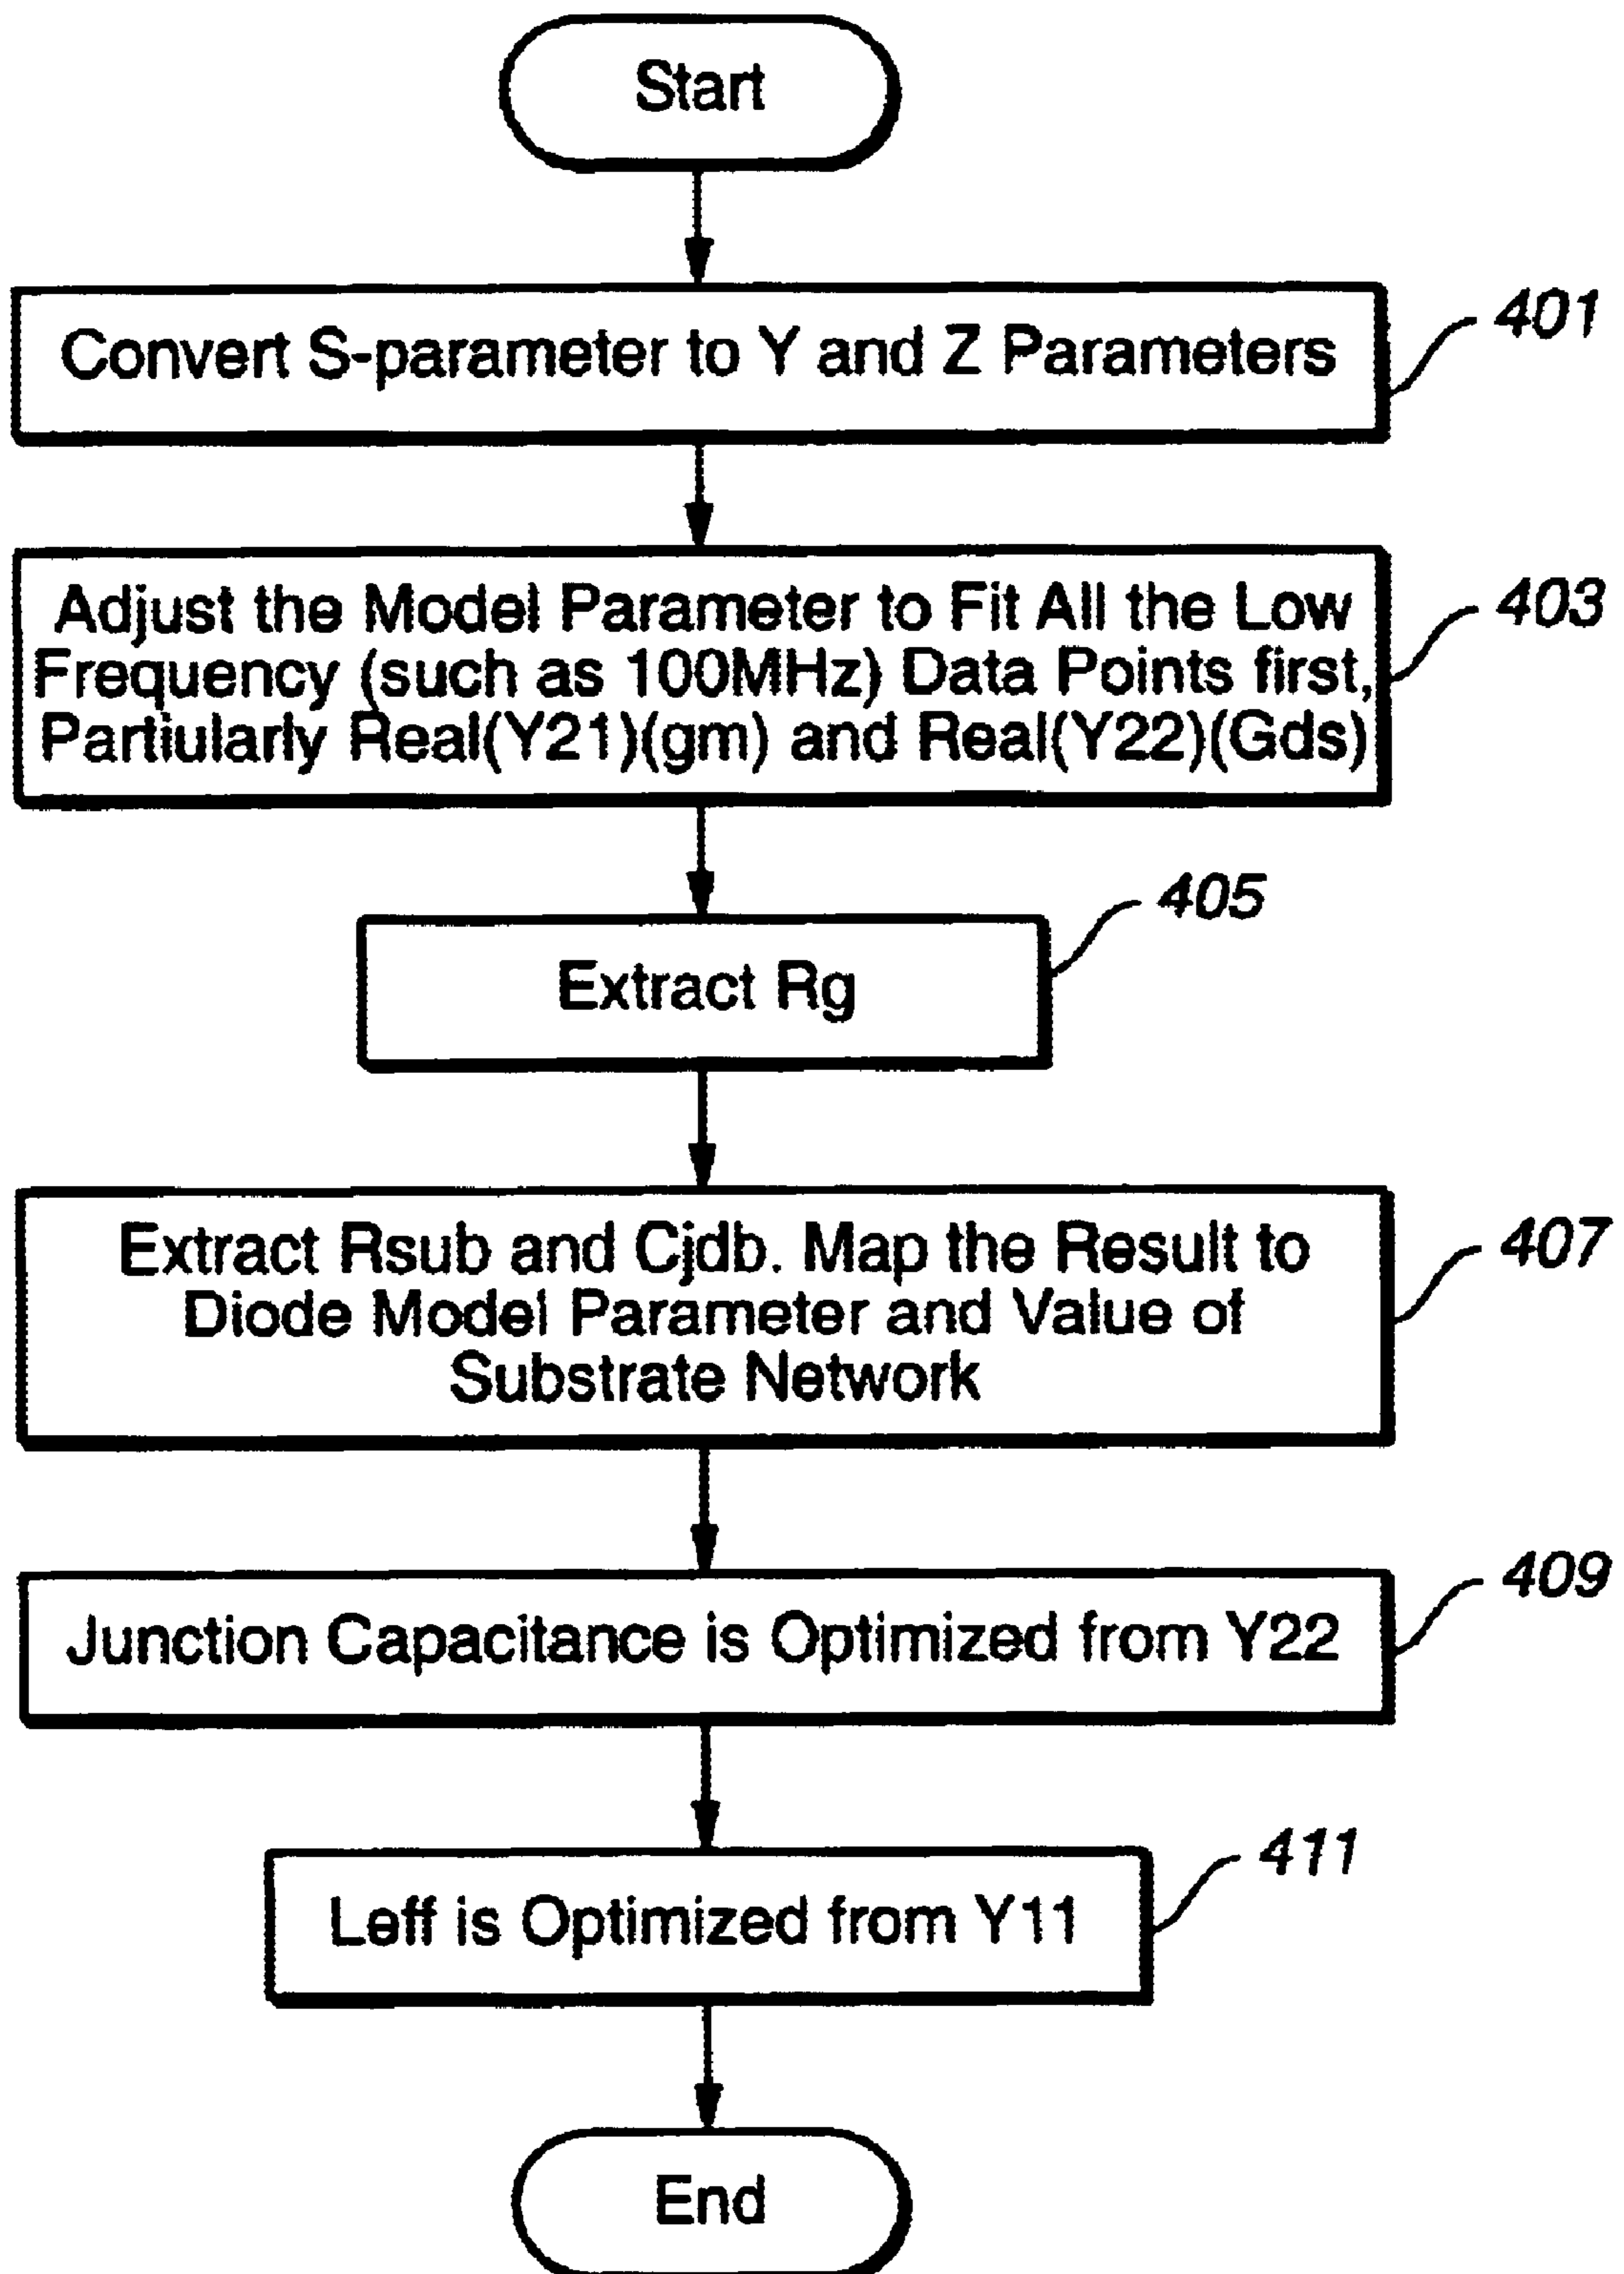 Start
Convert S-parameter to Y and Z Parameters
401
Adjust the Model Parameter to Fit All the Low
Frequency (such as 100MHz) Data Points first,
Partiularly Real(Y21)(gm) and Real(Y22)(Gds)
403
Extract Rg
405
Extract Rsub and Cjdb. Map the Result to
Diode Model Parameter and Value of
Substrate Network
407
Junction Capacitance is Optimized from Y22
409
Leff is Optimized from Y11
411
End